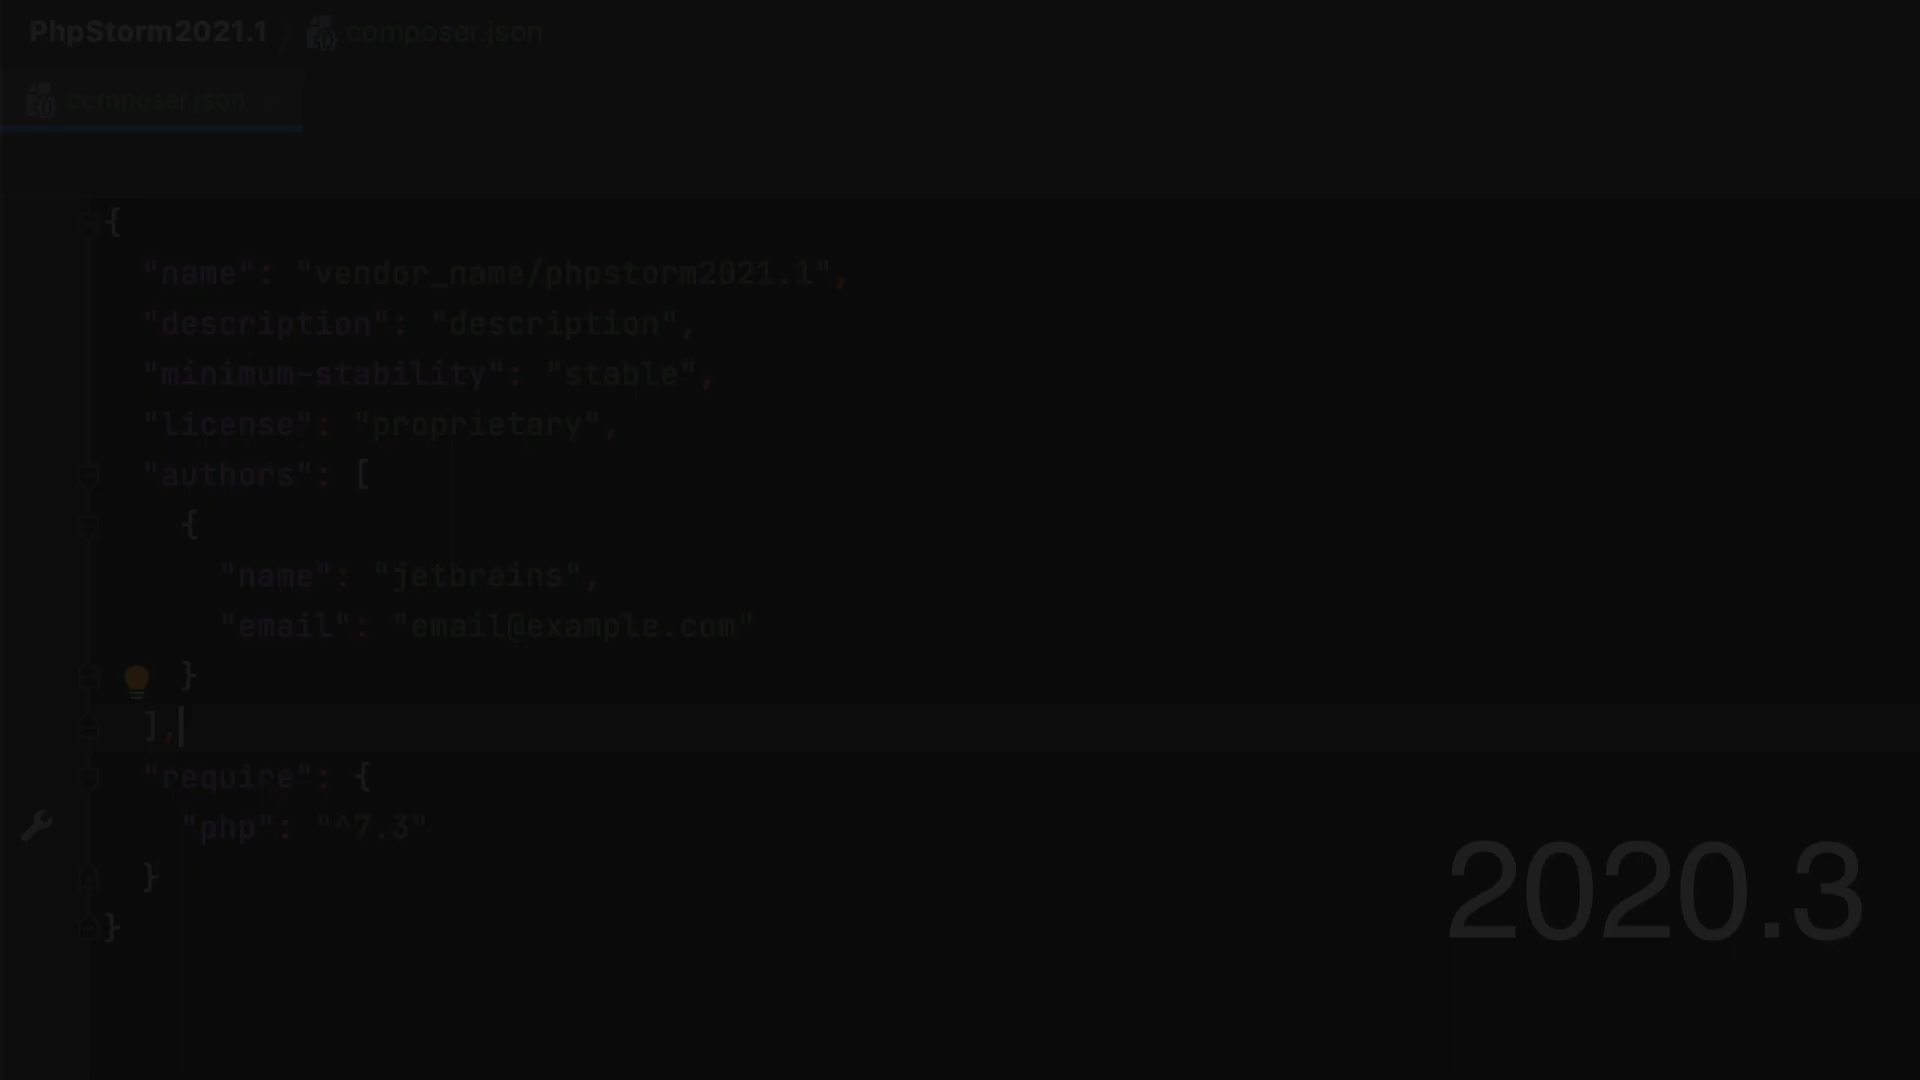 PhpStorm2021.1 composer.json
composer.json
{
"name": "vendor_name/phpstorm2021.1",
"description": "description",
"minimum-stability": "stable",
"license": "proprietary",
"authors": [
{
"name": "jetbrains",
"email": "email@example.com"
}
],
"require": {
"php": "^7.3"
}
}
2020.3